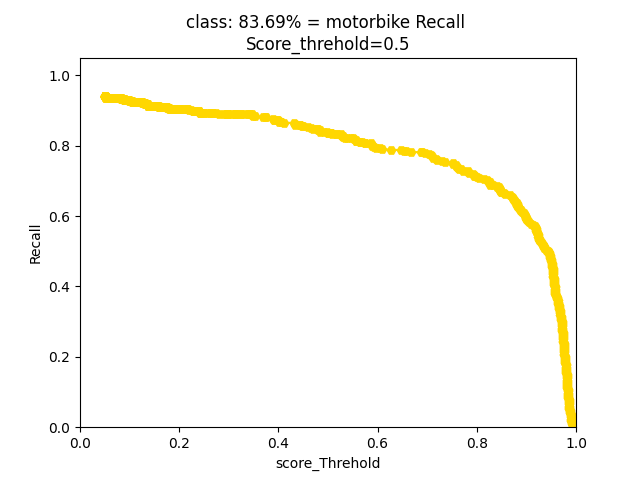 class: 83.69% = motorbike Recall
Score_threhold=0.5
1.0
0.8
0.6
0.4
0.2
0.0
Recall
0.0 0.2 0.4 0.6 0.8 1.0
score_Threhold